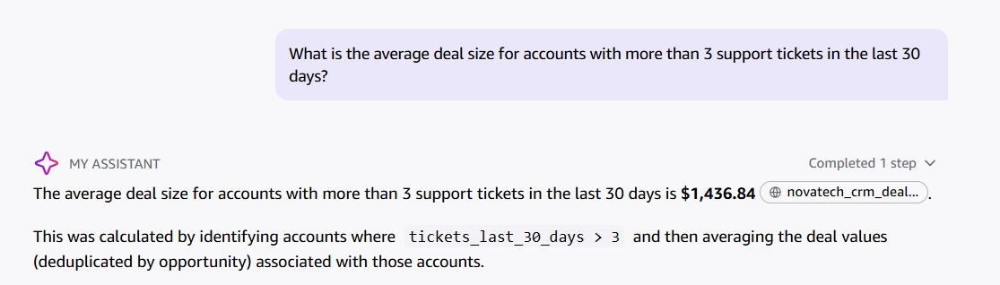 What is the average deal size for accounts with more than 3 support tickets in the last 30
days?
MY ASSISTANT
Completed 1 step
The average deal size for accounts with more than 3 support tickets in the last 30 days is $1,436.84 novatech_crm_deal... .
This was calculated by identifying accounts where tickets_last_30_days > 3 and then averaging the deal values
(deduplicated by opportunity) associated with those accounts.